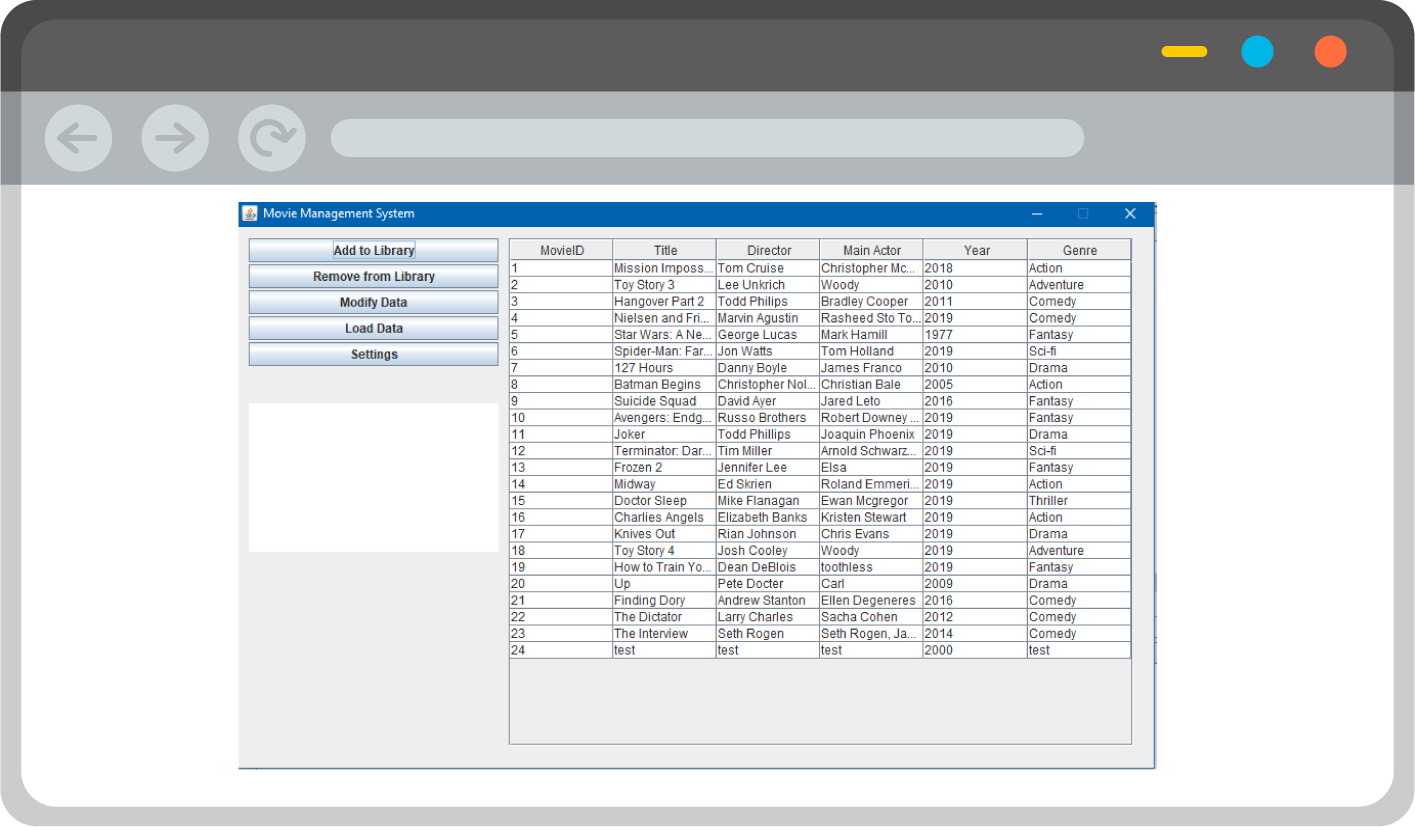 Movie Management System
Add to Library
Remove from Library
Modify Data
Load Data
Settings
MovieID Title Director Main Actor Year Genre
1 Mission Imposs... Tom Cruise Christopher Mc... 2018 Action
2 Toy Story 3 Lee Unkrich Woody 2010 Adventure
3 Hangover Part 2 Todd Philips Bradley Cooper 2011 Comedy
4 Nielsen and Fri... Marvin Agustin Rasheed Sto To... 2019 Comedy
5 Star Wars: A Ne... George Lucas Mark Hamill 1977 Fantasy
6 Spider-Man: Far... Jon Watts Tom Holland 2019 Sci-fi
7 127 Hours Danny Boyle James Franco 2010 Drama
8 Batman Begins Christopher Nol... Christian Bale 2005 Action
9 Suicide Squad David Ayer Jared Leto 2016 Fantasy
10 Avengers: Endg... Russo Brothers Robert Downey ... 2019 Fantasy
11 Joker Todd Phillips Joaquin Phoenix 2019 Drama
12 Terminator: Dar... Tim Miller Arnold Schwarz... 2019 Sci-fi
13 Frozen 2 Jennifer Lee Elsa 2019 Fantasy
14 Midway Ed Skrien Roland Emmeri... 2019 Action
15 Doctor Sleep Mike Flanagan Ewan Mcgregor 2019 Thriller
16 Charlies Angels Elizabeth Banks Kristen Stewart 2019 Action
17 Knives Out Rian Johnson Chris Evans 2019 Drama
18 Toy Story 4 Josh Cooley Woody 2019 Adventure
19 How to Train Yo... Dean DeBlois toothless 2019 Fantasy
20 Up Pete Docter Carl 2009 Drama
21 Finding Dory Andrew Stanton Ellen Degeneres 2016 Comedy
22 The Dictator Larry Charles Sacha Cohen 2012 Comedy
23 The Interview Seth Rogen Seth Rogen, Ja... 2014 Comedy
24 test test test 2000 test